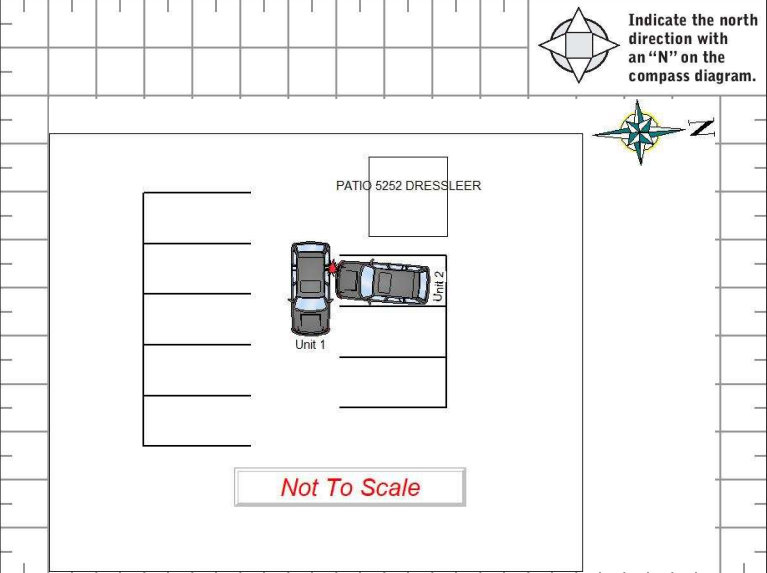 Indicate the north
direction with
an “N” on the
compass diagram.
N
PATIO 5252 DRESSLEER
Unit 2
Unit 1
Not To Scale